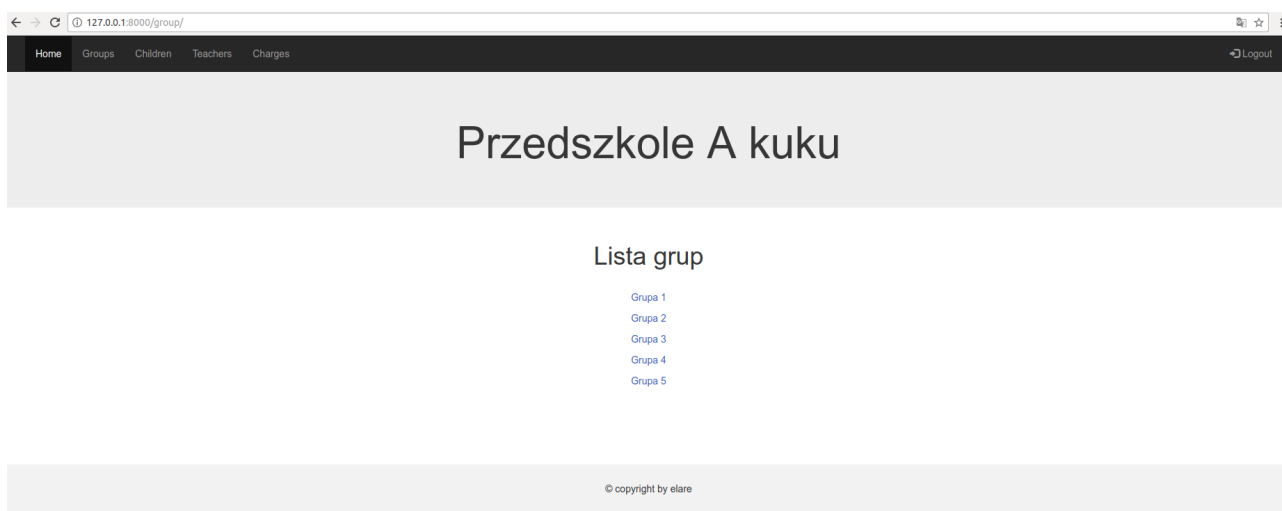 127.0.0.1:8000/group/
Home Groups Children Teachers Charges Logout
Przedszkole A kuku
Lista grup
Grupa 1
Grupa 2
Grupa 3
Grupa 4
Grupa 5
© copyright by elare